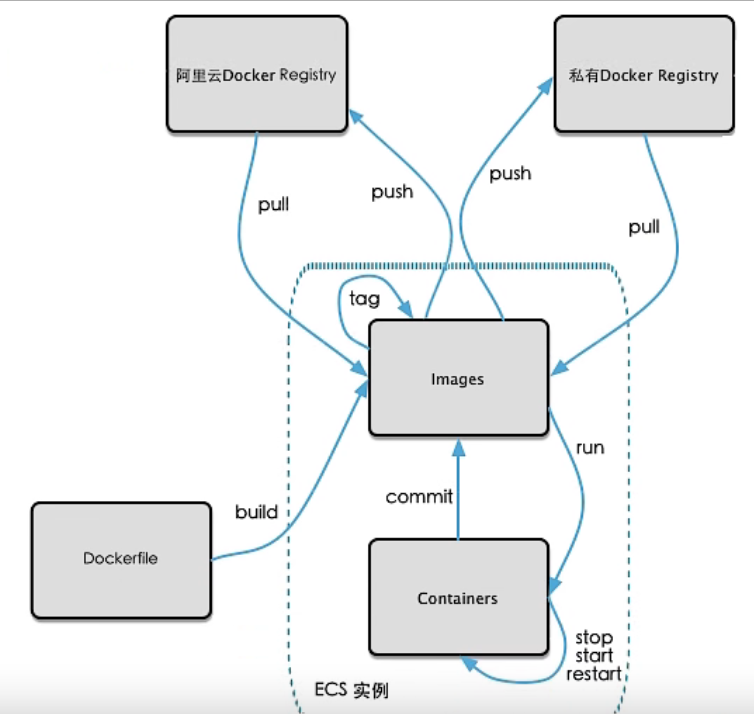 阿里云Docker Registry
私有Docker Registry
pull
push
push
pull
tag
Images
run
build
commit
Dockerfile
Containers
stop
start
restart
ECS 实例